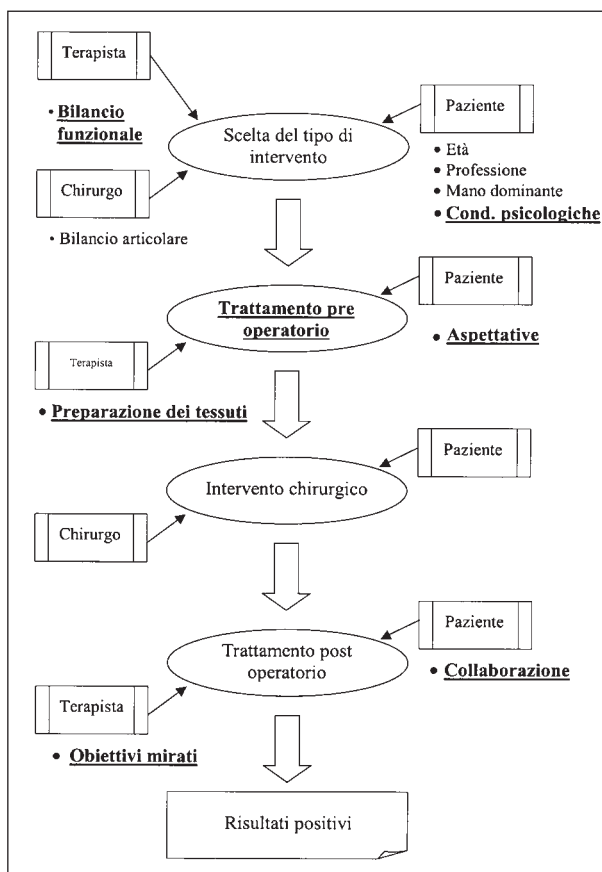 Terapista
• Bilancio
funzionale
Chirurgo
• Bilancio articolare
Scelta del tipo di
intervento
Paziente
• Età
• Professione
• Mano dominante
• Cond. psicologiche
Trattamento pre
operatorio
Paziente
• Aspettative
Terapista
• Preparazione dei tessuti
Paziente
Intervento chirurgico
Chirurgo
Paziente
Trattamento post
operatorio
• Collaborazione
Terapista
• Obiettivi mirati
Risultati positivi